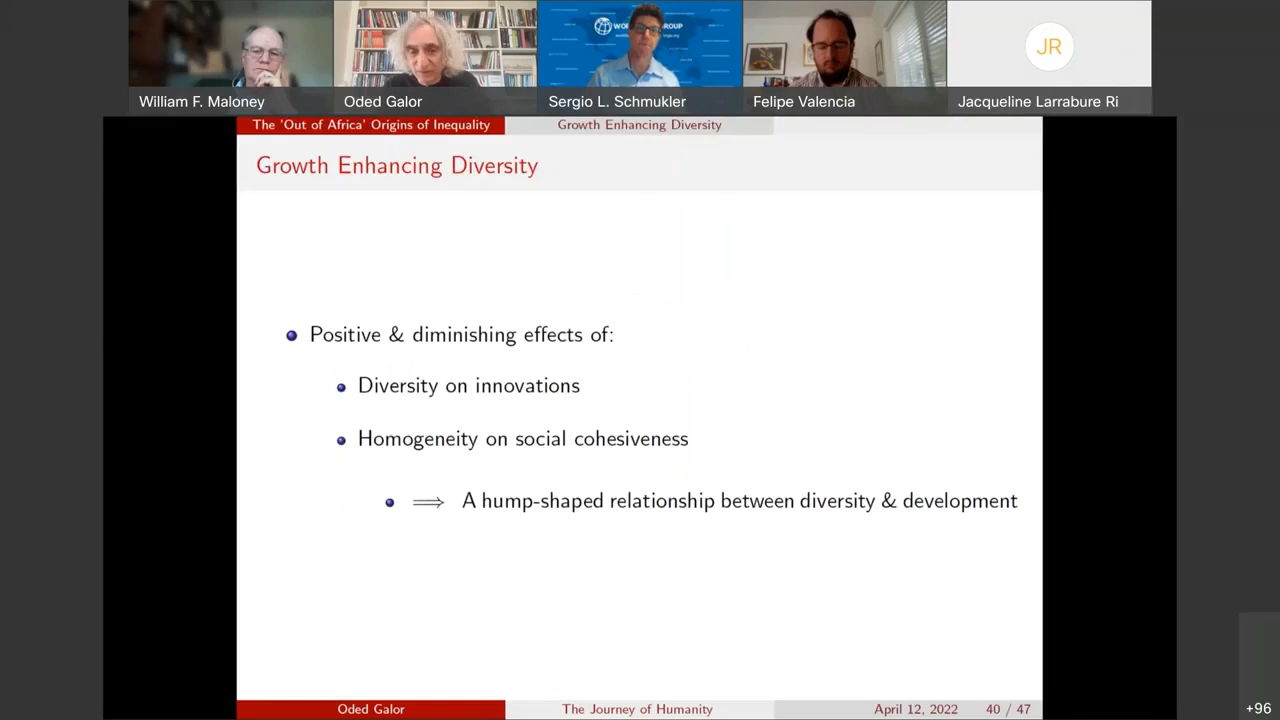 William F. Maloney
Oded Galor
Sergio L. Schmukler
Felipe Valencia
JR
Jacqueline Larrabure Ri
The 'Out of Africa' Origins of Inequality
Growth Enhancing Diversity
Growth Enhancing Diversity
Positive & diminishing effects of:
Diversity on innovations
Homogeneity on social cohesiveness
⟹ A hump-shaped relationship between diversity & development
Oded Galor
The Journey of Humanity
April 12, 2022
40 / 47
+96